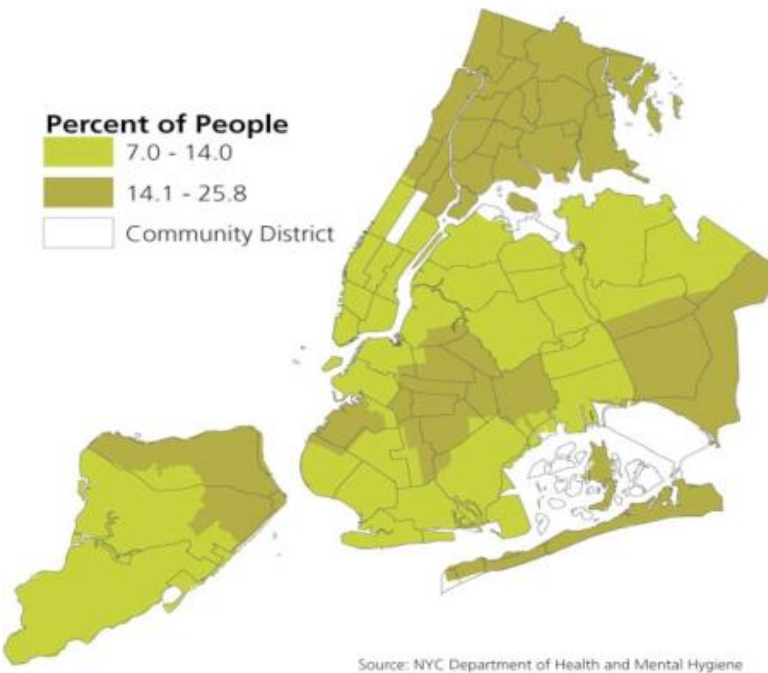 Percent of People
7.0 - 14.0
14.1 - 25.8
Community District
Source: NYC Department of Health and Mental Hygiene